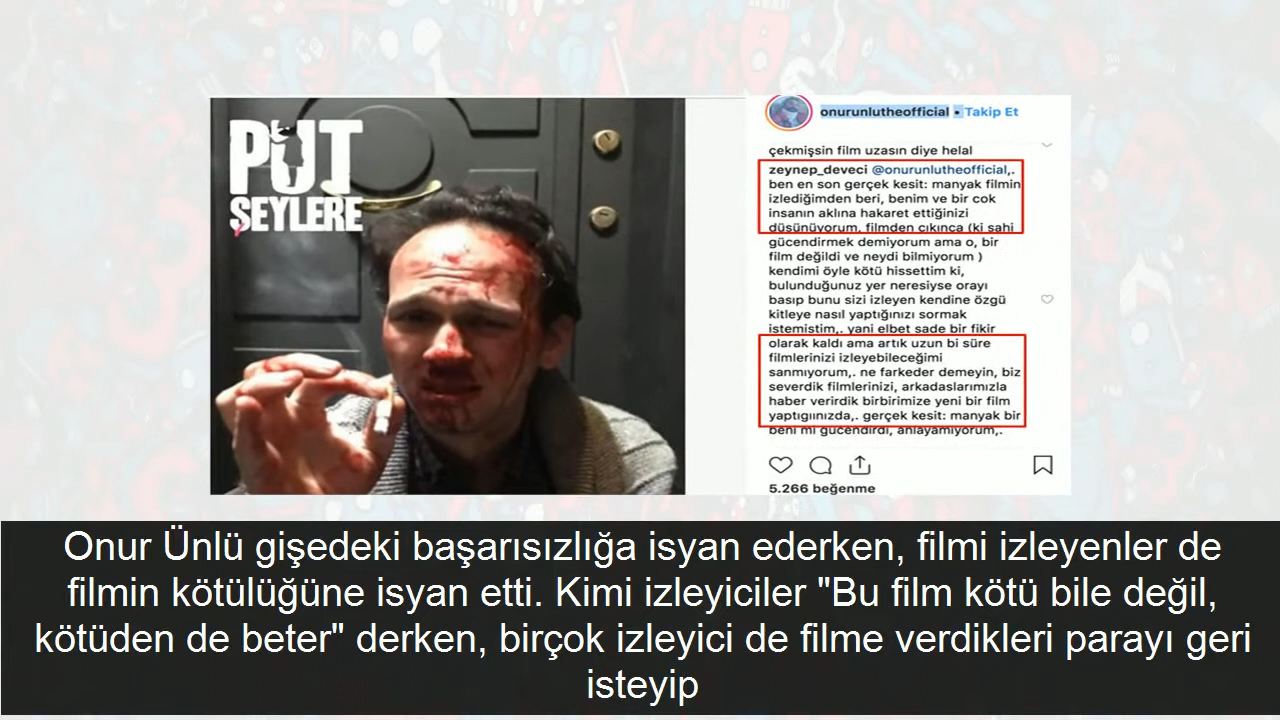 PUT
ŞEYLERE
onurunlutheofficial • Takip Et
çekmişsin film uzasın diye helal
zeynep_deveci @onurunlutheofficial,.
ben en son gerçek kesit: manyak filmin
izlediğimden beri, benim ve bir cok
insanın aklına hakaret ettiğinizi
düsünüyorum, filmden cıkınca (ki sahi
gücendirmek demiyorum ama o, bir
film değildi ve neydi bilmiyorum )
kendimi öyle kötü hissettim ki,
bulunduğunuz yer neresiyse orayı
basıp bunu sizi izleyen kendine özgü
kitleye nasıl yaptığınızı sormak
istemistim,. yani elbet sade bir fikir
olarak kaldı ama artık uzun bi süre
filmlerinizi izleyebileceğimi
sanmıyorum,. ne farkeder demeyin, biz
severdik filmlerinizi, arkadaslarımızla
haber verirdik birbirimize yeni bir film
yaptıgıınızda,. gerçek kesit: manyak bir
beni mi gücendirdi, anlayamıyorum,.
5.266 beğenme
Onur Ünlü gişedeki başarısızlığa isyan ederken, filmi izleyenler de
filmin kötülüğüne isyan etti. Kimi izleyiciler "Bu film kötü bile değil,
kötüden de beter" derken, birçok izleyici de filme verdikleri parayı geri
isteyip